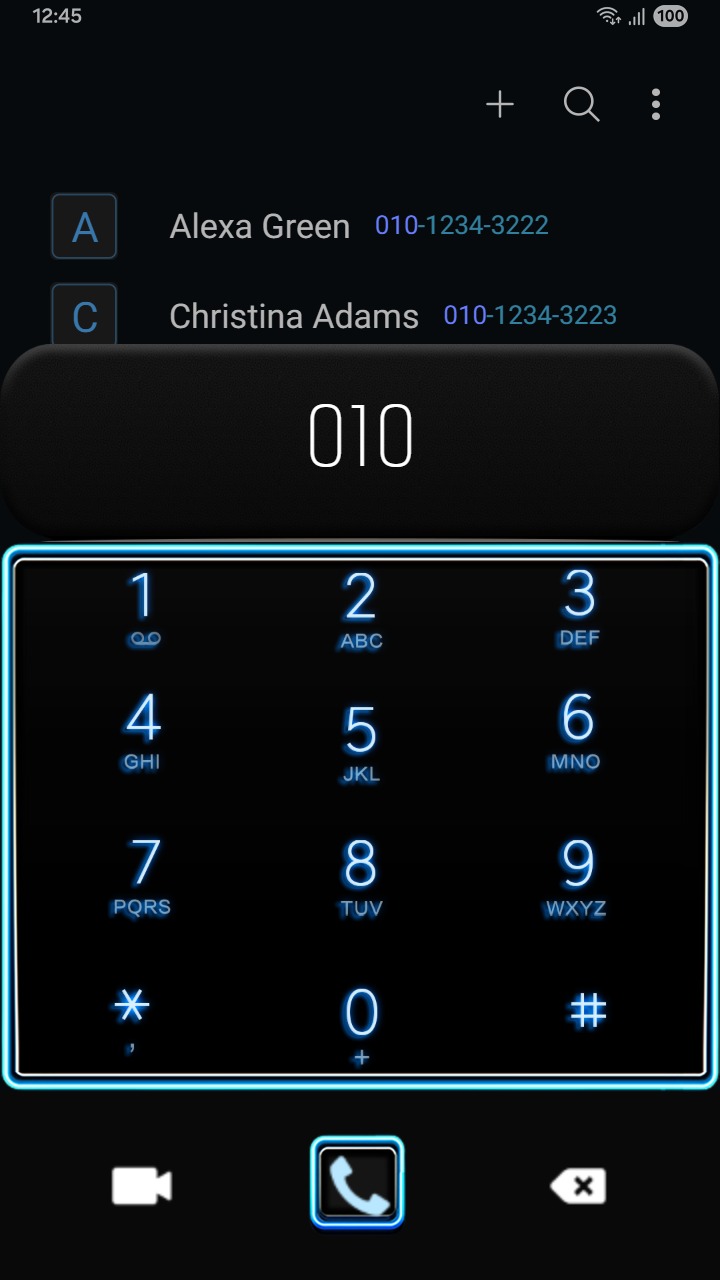 12:45 100
A Alexa Green 010-1234-3222
C Christina Adams 010-1234-3223
010
1 2 3
ABC DEF
4 5 6
GHI JKL MNO
7 8 9
PQRS TUV WXYZ
* 0 #
, +